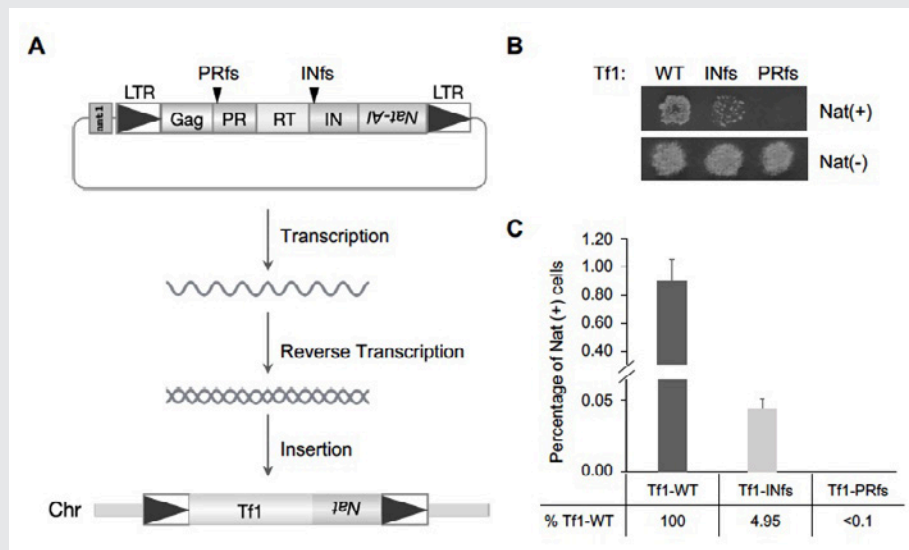 A
PRfs INfs
LTR LTR
nmt1 Gag PR RT IN Nat-AI
Transcription
Reverse Transcription
Insertion
Chr Tf1 Nat
B
Tf1: WT INfs PRfs
Nat(+)
Nat(-)
C
Percentage of Nat (+) cells
1.20
1.00
0.80
0.60
0.40
0.05
0.00
Tf1-WT Tf1-INfs Tf1-PRfs
% Tf1-WT 100 4.95 <0.1